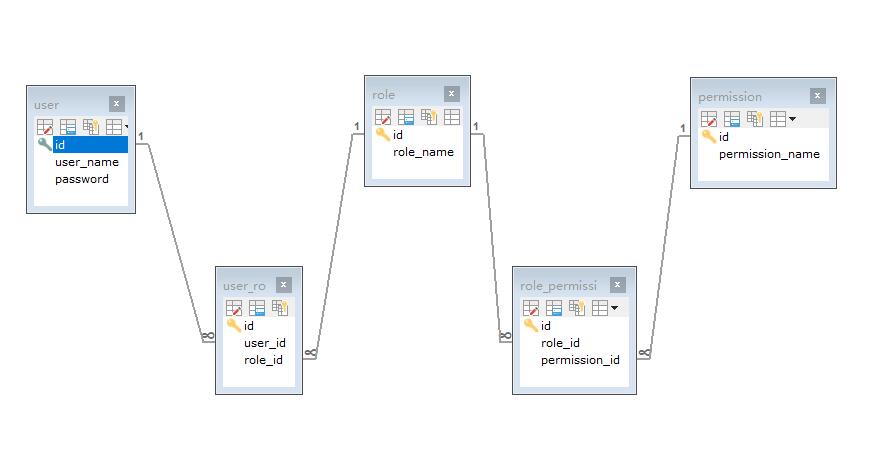 user
id
user_name
password
role
id
role_name
permission
id
permission_name
1
1
1
1
user_ro
id
user_id
role_id
role_permissi
id
role_id
permission_id
∞
∞
∞
∞